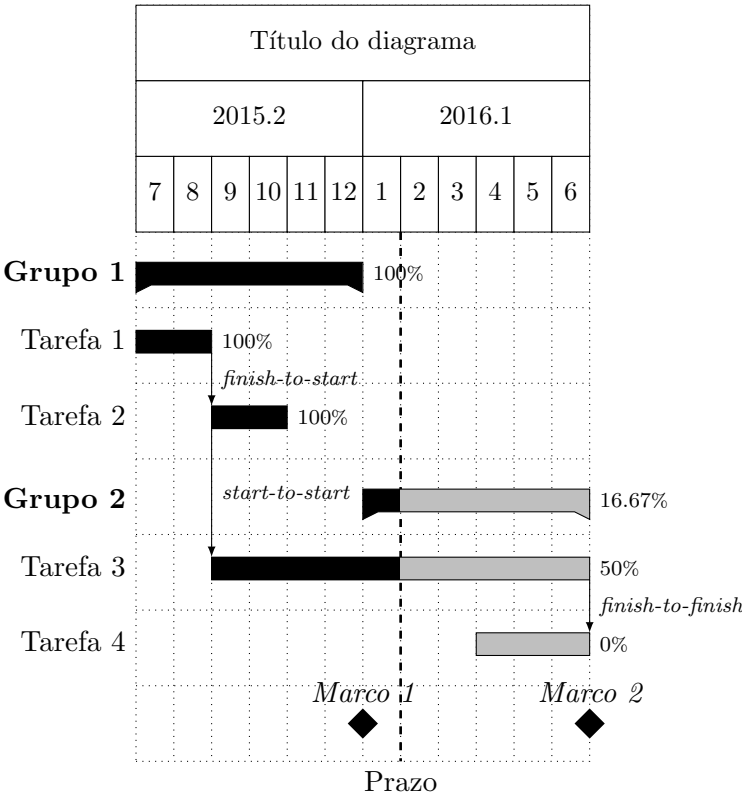 Título do diagrama
2015.2 2016.1
7 8 9 10 11 12 1 2 3 4 5 6
Grupo 1 100%
Tarefa 1 100%
finish-to-start
Tarefa 2 100%
start-to-start
Grupo 2 16.67%
Tarefa 3 50%
finish-to-finish
Tarefa 4 0%
Marco 1 Marco 2
Prazo